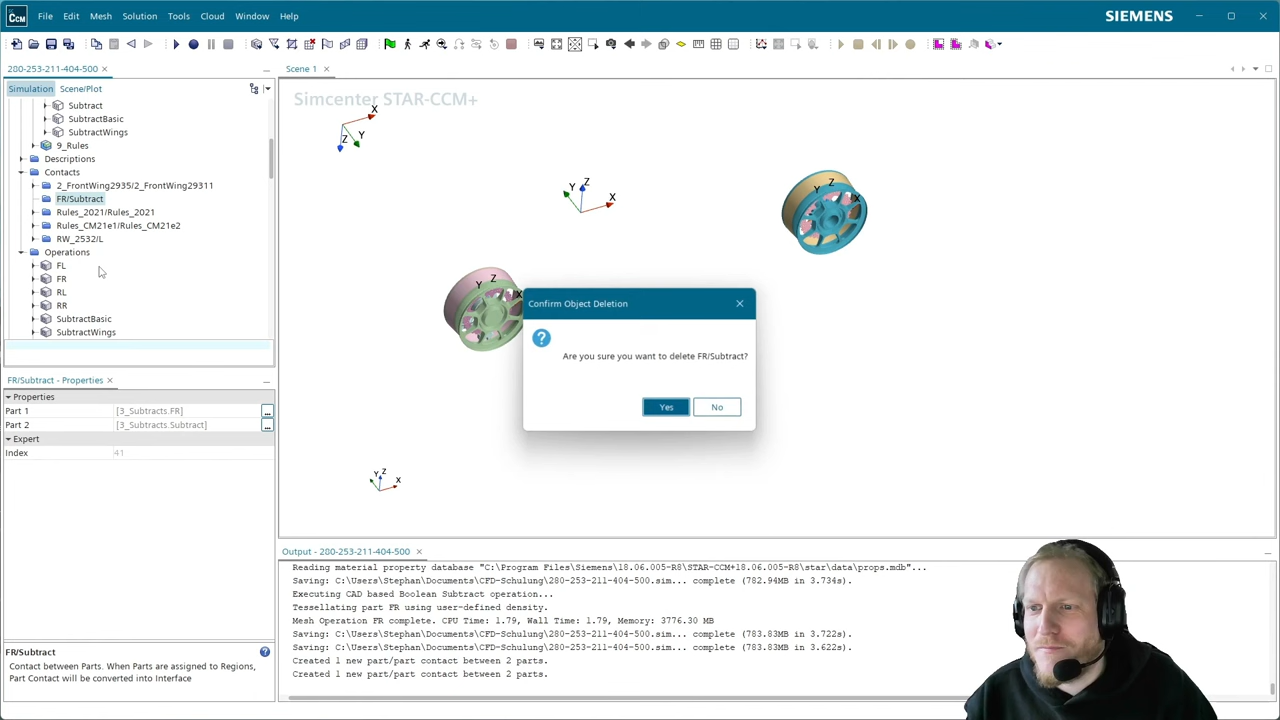 CCM
File Edit Mesh Solution Tools Cloud Window Help
SIEMENS
280-253-211-404-500
Simulation Scene/Plot
Subtract
SubtractBasic
SubtractWings
9_Rules
Descriptions
Contacts
2_FrontWing2935/2_FrontWing29311
FR/Subtract
Rules_2021/Rules_2021
Rules_CM21e1/Rules_CM21e2
RW_2532/L
Operations
FL
FR
RL
RR
SubtractBasic
SubtractWings
FR/Subtract - Properties
Properties
Part 1 [3_Subtracts.FR]
Part 2 [3_Subtracts.Subtract]
Expert
Index 41
FR/Subtract
Contact between Parts. When Parts are assigned to Regions,
Part Contact will be converted into Interface
Scene 1
Simcenter STAR-CCM+
X
Z Y
Y Z X
Y Z X
Y Z X
Y Z X
Confirm Object Deletion
Are you sure you want to delete FR/Subtract?
Yes No
Output - 280-253-211-404-500
Reading material property database "C:\Program Files\Siemens\18.06.005-R8\STAR-CCM+18.06.005-R8\star\data\props.mdb"...
Saving: C:\Users\Stephan\Documents\CFD-Schulung\280-253-211-404-500.sim... complete (782.94MB in 3.734s).
Executing CAD based Boolean Subtract operation...
Tessellating part FR using user-defined density.
Mesh Operation FR complete. CPU Time: 1.79, Wall Time: 1.79, Memory: 3776.30 MB
Saving: C:\Users\Stephan\Documents\CFD-Schulung\280-253-211-404-500.sim... complete (783.83MB in 3.722s).
Saving: C:\Users\Stephan\Documents\CFD-Schulung\280-253-211-404-500.sim... complete (783.83MB in 3.622s).
Created 1 new part/part contact between 2 parts.
Created 1 new part/part contact between 2 parts.